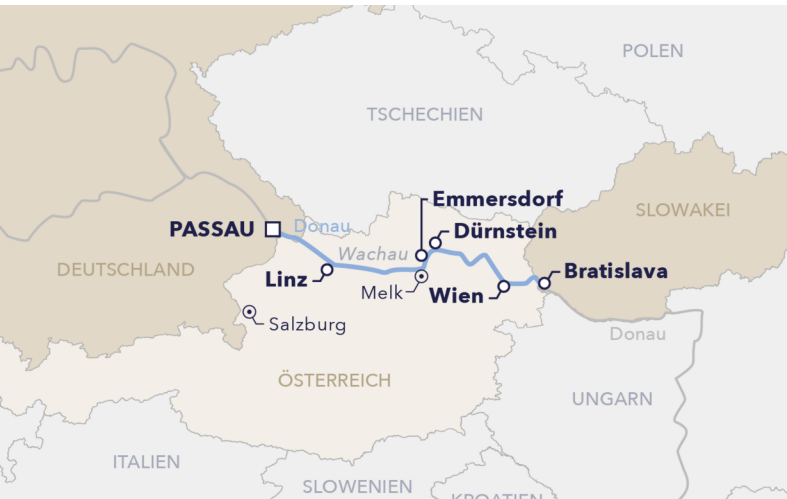 POLEN
TSCHECHIEN
Emmersdorf
SLOWAKEI
PASSAU
Donau
Dürnstein
Wachau
DEUTSCHLAND
Linz
Bratislava
Melk
Wien
Salzburg
Donau
ÖSTERREICH
UNGARN
ITALIEN
SLOWENIEN
KROATIEN